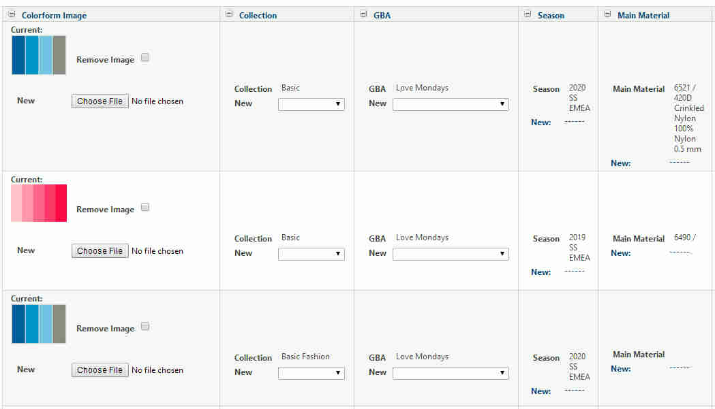 Colorform Image Collection GBA Season Main Material
Current:
Remove Image
New Choose File No file chosen
Collection Basic
New
GBA Love Mondays
New
Season 2020
SS
EMEA
New: ------
Main Material 6521 /
420D
Crinkled
Nylon
100%
Nylon
0.5 mm
New: ------
Current:
Remove Image
New Choose File No file chosen
Collection Basic
New
GBA Love Mondays
New
Season 2019
SS
EMEA
New: ------
Main Material 6490 /
New: ------
Current:
Remove Image
New Choose File No file chosen
Collection Basic Fashion
New
GBA Love Mondays
New
Season 2020
SS
EMEA
New: ------
Main Material
New: ------